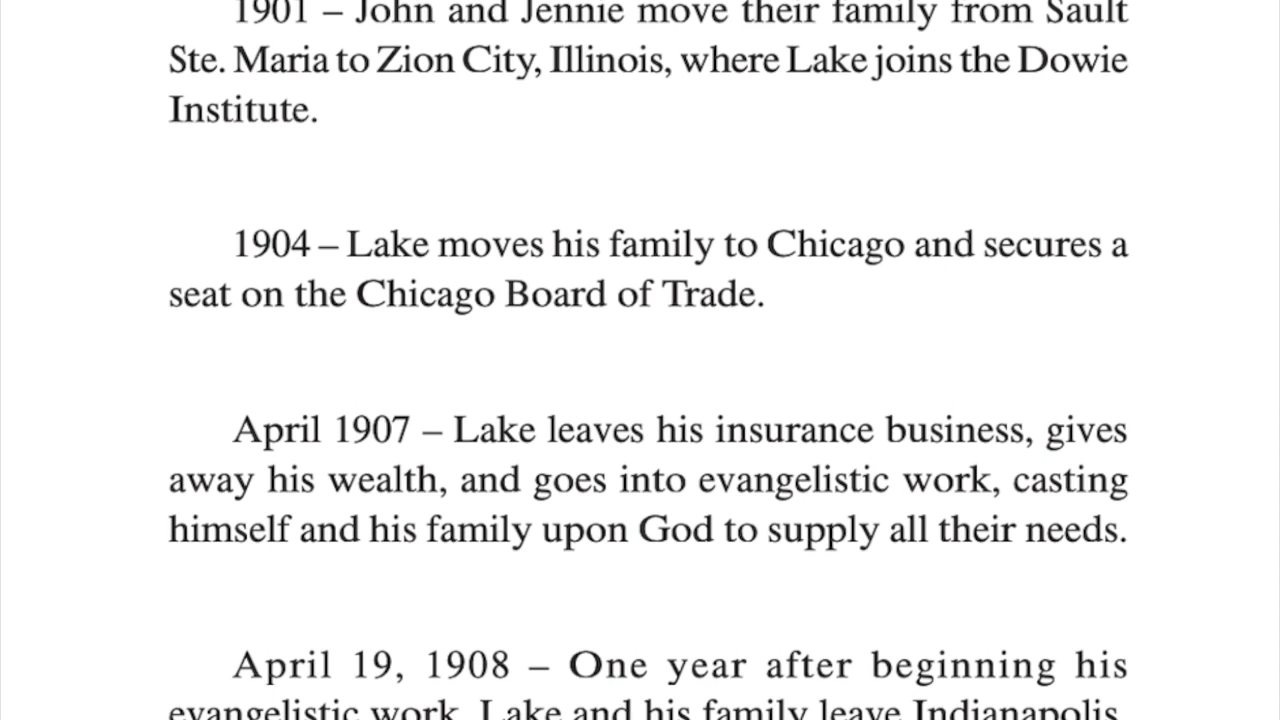 1901 – John and Jennie move their family from Sault
Ste. Maria to Zion City, Illinois, where Lake joins the Dowie
Institute.
1904 – Lake moves his family to Chicago and secures a
seat on the Chicago Board of Trade.
April 1907 – Lake leaves his insurance business, gives
away his wealth, and goes into evangelistic work, casting
himself and his family upon God to supply all their needs.
April 19, 1908 – One year after beginning his
evangelistic work, Lake and his family leave Indianapolis,